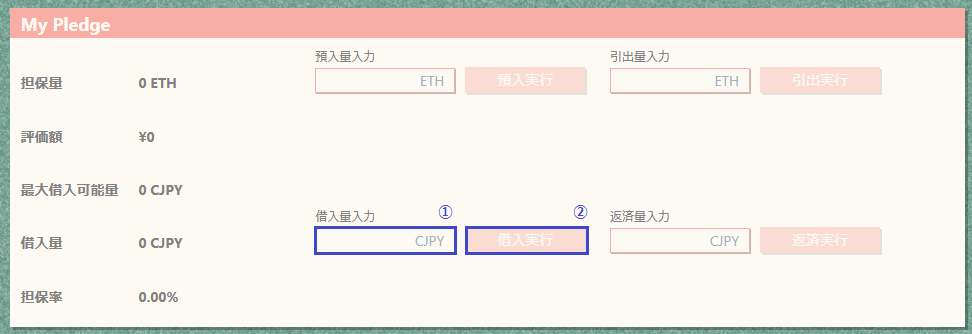 My Pledge
預入量入力 引出量入力
担保量 0 ETH ETH 預入実行 ETH 引出実行
評価額 ¥0
最大借入可能量 0 CJPY
借入量入力 ① ② 返済量入力
借入量 0 CJPY CJPY 借入実行 CJPY 返済実行
担保率 0.00%